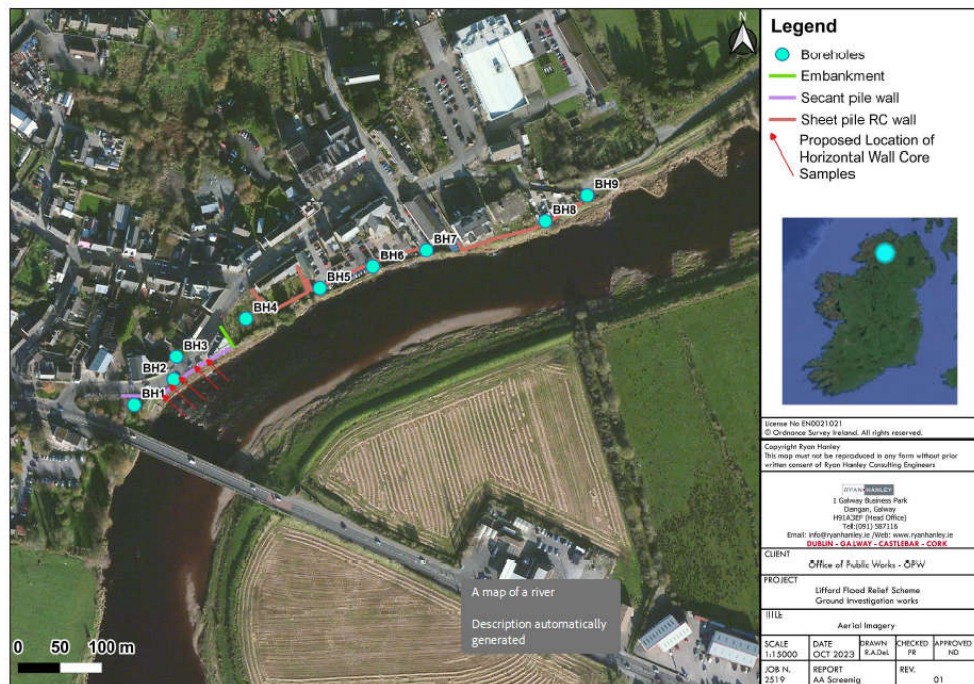 N
BH9
BH8
BH7
BH6
BH5
BH4
BH3
BH2
BH1
0 50 100 m
A map of a river
Description automatically
generated
Legend
Boreholes
Embankment
Secant pile wall
Sheet pile RC wall
Proposed Location of
Horizontal Wall Core
Samples
License No EN0021021
© Ordnance Survey Ireland. All rights reserved.
Copyright Ryan Hanley
This map must not be reproduced in any form without prior
written consent of Ryan Hanley Consulting Engineers
RYAN HANLEY
1 Galway Business Park
Dangan, Galway
H91A3EF (Head Office)
Tel:(091) 587116
Email: info@ryanhanley.ie /Web: www.ryanhanley.ie
DUBLIN - GALWAY - CASTLEBAR - CORK
CLIENT
Office of Public Works - OPW
PROJECT
Lifford Flood Relief Scheme
Ground Investigation works
TITLE
Aerial Imagery
SCALE DATE DRAWN CHECKED APPROVED
1:15000 OCT 2023 R.A.Del. PR ND
JOB N. REPORT REV.
2519 AA Screenig 01